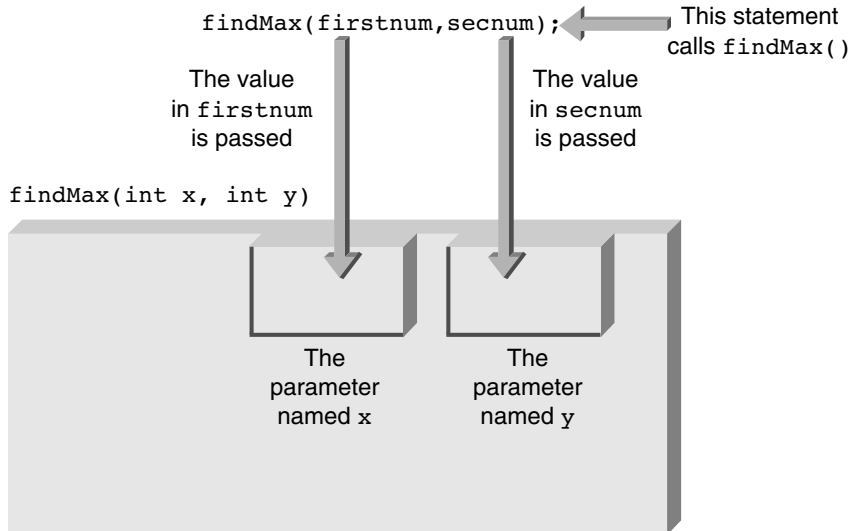 findMax(firstnum,secnum);
This statement
calls findMax()
The value
in firstnum
is passed
The value
in secnum
is passed
findMax(int x, int y)
The
parameter
named x
The
parameter
named y